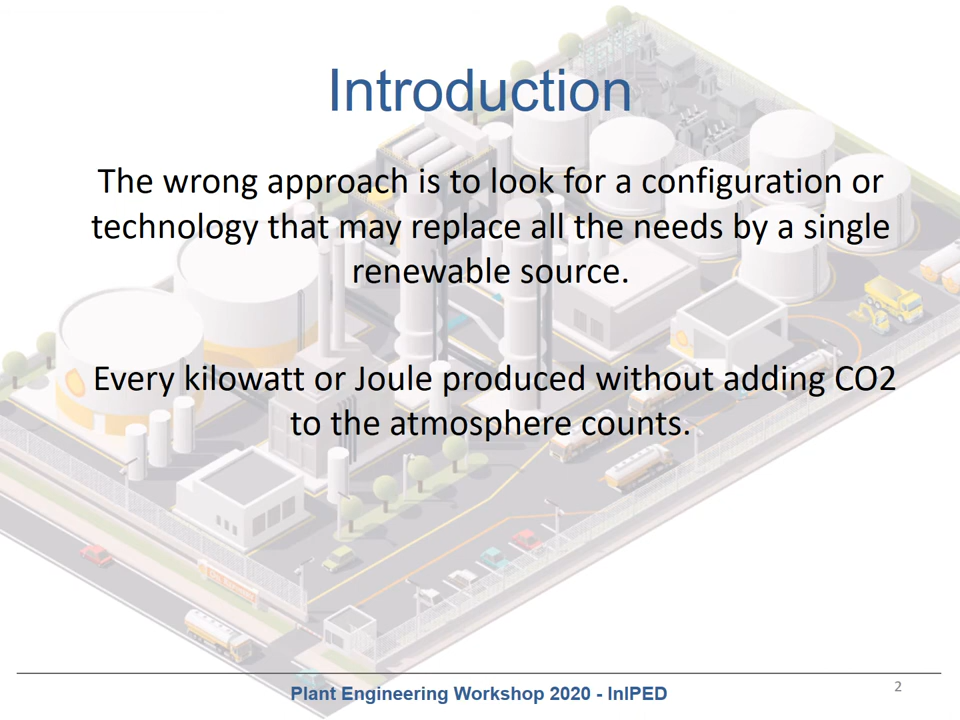 Introduction
The wrong approach is to look for a configuration or
technology that may replace all the needs by a single
renewable source.
Every kilowatt or Joule produced without adding CO2
to the atmosphere counts.
Plant Engineering Workshop 2020 - InIPED
2